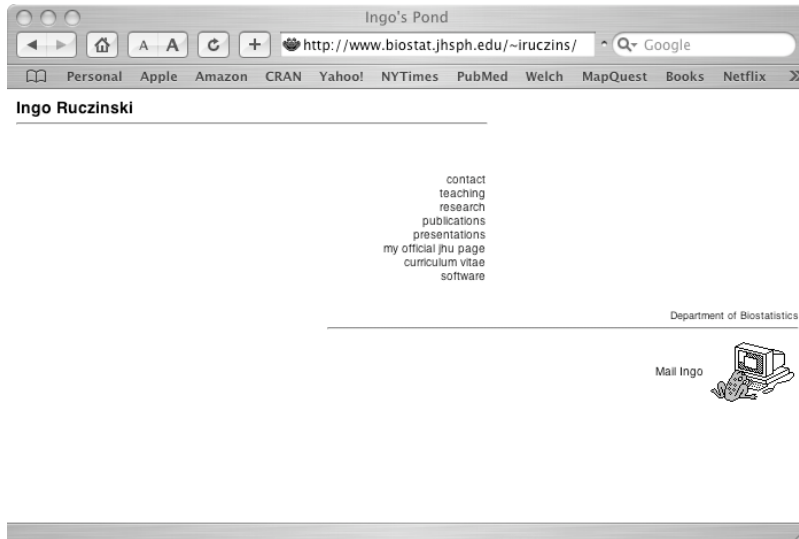 Ingo's Pond
A A http://www.biostat.jhsph.edu/~iruczins/ Google
Personal Apple Amazon CRAN Yahoo! NYTimes PubMed Welch MapQuest Books Netflix
Ingo Ruczinski
contact
teaching
research
publications
presentations
my official jhu page
curriculum vitae
software
Department of Biostatistics
Mail Ingo